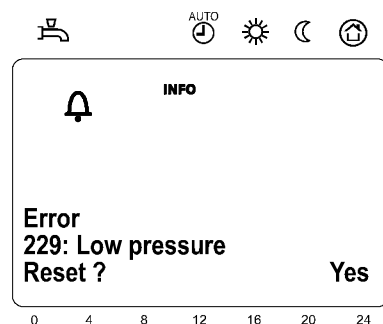 AUTO
INFO
Error
229: Low pressure
Reset ? Yes
0 4 8 12 16 20 24